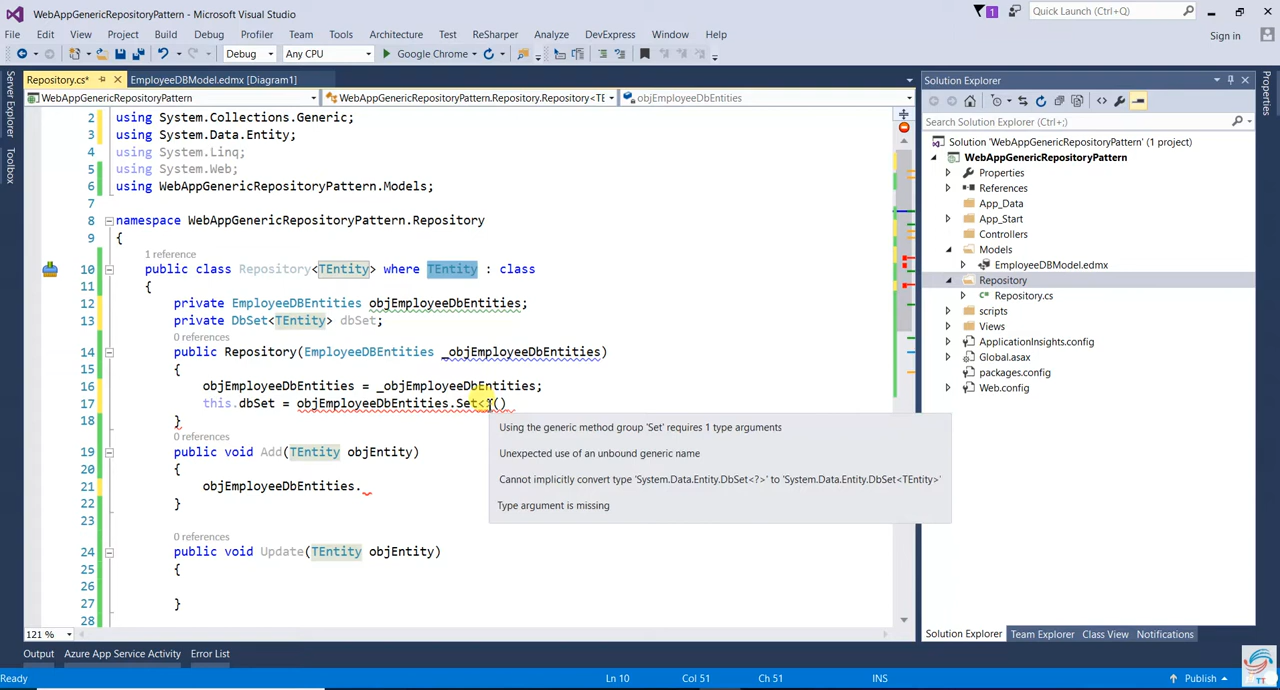 WebAppGenericRepositoryPattern - Microsoft Visual Studio
1
Quick Launch (Ctrl+Q)
File Edit View Project Build Debug Profiler Team Tools Architecture Test ReSharper Analyze DevExpress Window Help
Sign in
Debug Any CPU Google Chrome
Server Explorer
Toolbox
Repository.cs* EmployeeDBModel.edmx [Diagram1]
WebAppGenericRepositoryPattern WebAppGenericRepositoryPattern.Repository.Repository<TE objEmployeeDbEntities
2 using System.Collections.Generic;
3 using System.Data.Entity;
4 using System.Linq;
5 using System.Web;
6 using WebAppGenericRepositoryPattern.Models;
7
8 namespace WebAppGenericRepositoryPattern.Repository
9 {
1 reference
10 public class Repository<TEntity> where TEntity : class
11 {
12 private EmployeeDBEntities objEmployeeDbEntities;
13 private DbSet<TEntity> dbSet;
0 references
14 public Repository(EmployeeDBEntities _objEmployeeDbEntities)
15 {
16 objEmployeeDbEntities = _objEmployeeDbEntities;
17 this.dbSet = objEmployeeDbEntities.Set<>()
18 }
0 references
19 public void Add(TEntity objEntity)
20 {
21 objEmployeeDbEntities.
22 }
23
0 references
24 public void Update(TEntity objEntity)
25 {
26
27 }
28
Using the generic method group 'Set' requires 1 type arguments
Unexpected use of an unbound generic name
Cannot implicitly convert type 'System.Data.Entity.DbSet<?>' to 'System.Data.Entity.DbSet<TEntity>'
Type argument is missing
121 %
Solution Explorer
Search Solution Explorer (Ctrl+;)
Solution 'WebAppGenericRepositoryPattern' (1 project)
WebAppGenericRepositoryPattern
Properties
References
App_Data
App_Start
Controllers
Models
EmployeeDBModel.edmx
Repository
Repository.cs
scripts
Views
ApplicationInsights.config
Global.asax
packages.config
Web.config
Solution Explorer Team Explorer Class View Notifications
Properties
Output Azure App Service Activity Error List
Ready Ln 10 Col 51 Ch 51 INS Publish
TT